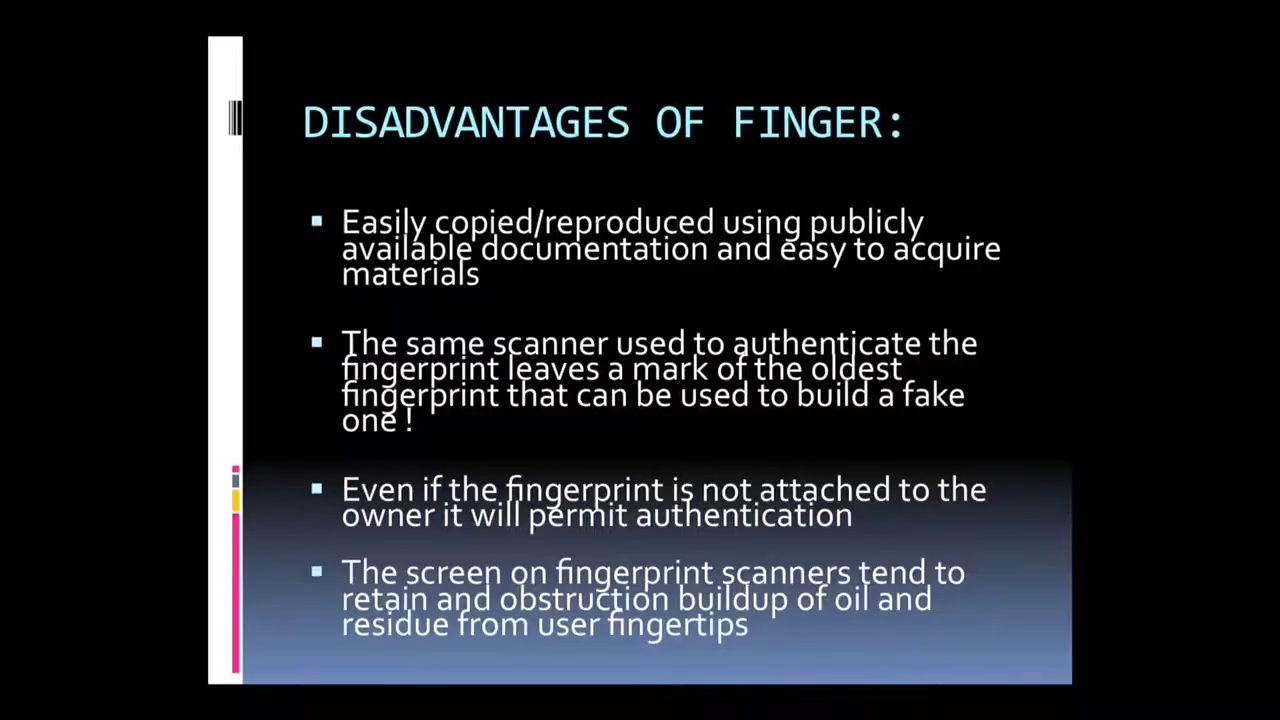 DISADVANTAGES OF FINGER:
Easily copied/reproduced using publicly
available documentation and easy to acquire
materials
The same scanner used to authenticate the
fingerprint leaves a mark of the oldest
fingerprint that can be used to build a fake
one !
Even if the fingerprint is not attached to the
owner it will permit authentication
The screen on fingerprint scanners tend to
retain and obstruction buildup of oil and
residue from user fingertips